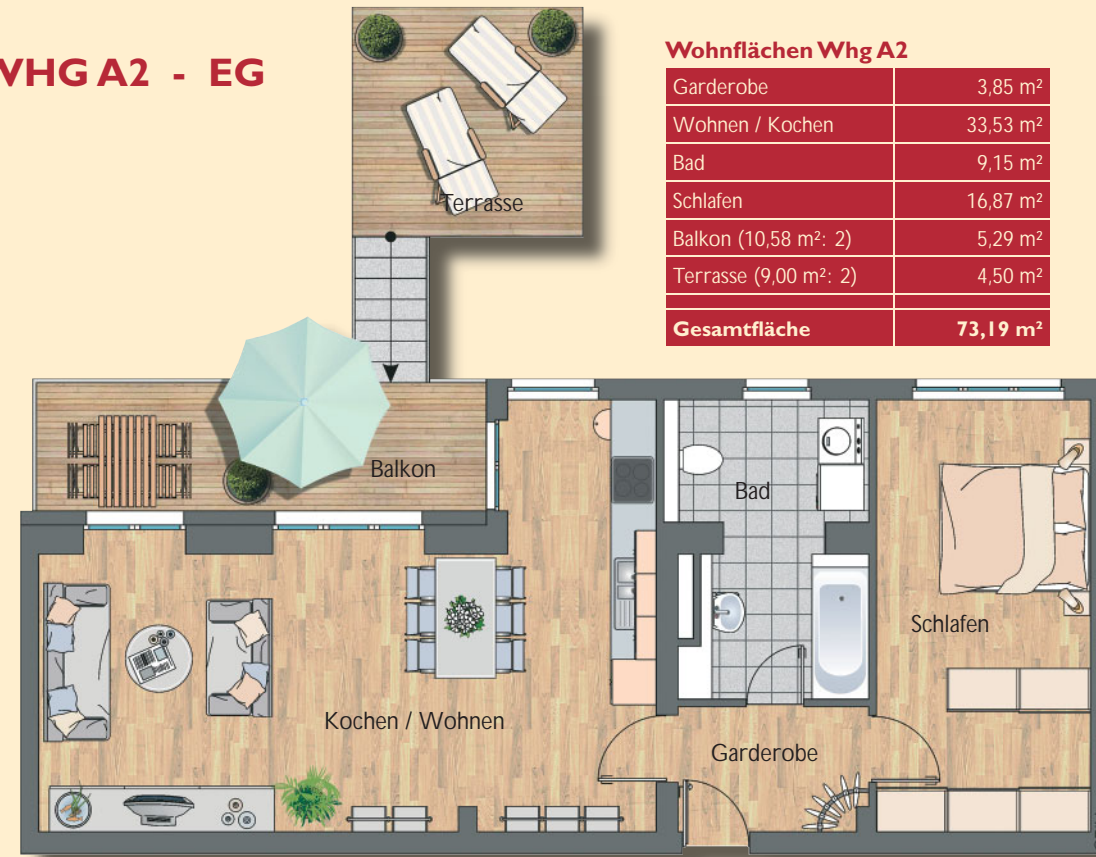 WHG A2 - EG
Wohnflächen Whg A2
Garderobe 3,85 m²
Wohnen / Kochen 33,53 m²
Bad 9,15 m²
Schlafen 16,87 m²
Balkon (10,58 m²: 2) 5,29 m²
Terrasse (9,00 m²: 2) 4,50 m²
Gesamtfläche 73,19 m²
Terrasse
Balkon
Bad
Schlafen
Kochen / Wohnen
Garderobe